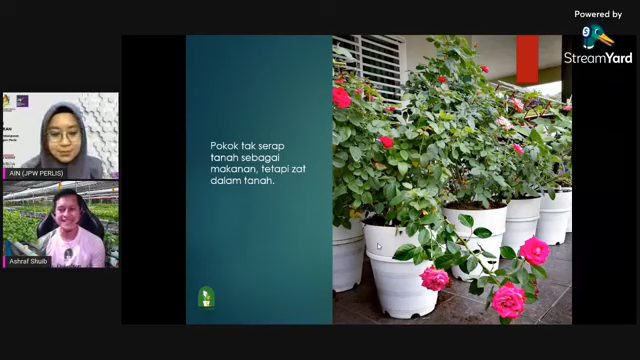 Powered by
StreamYard
Pokok tak serap
tanah sebagai
makanan, tetapi zat
dalam tanah.
AIN (JPW PERLIS)
Ashraf Shuib